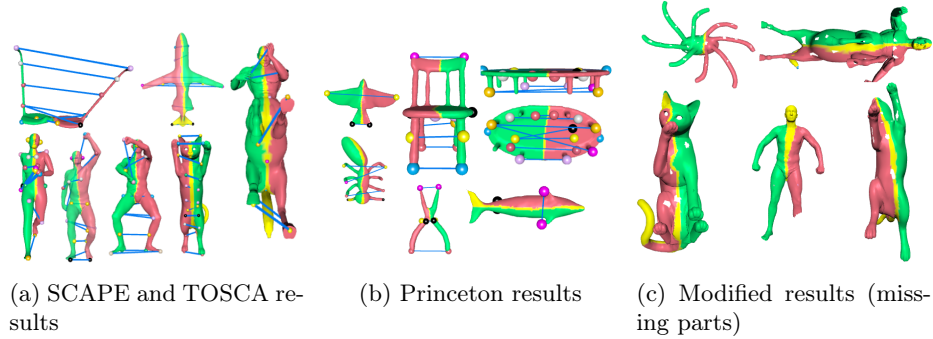 (a) SCAPE and TOSCA re-
sults
(b) Princeton results
(c) Modified results (miss-
ing parts)